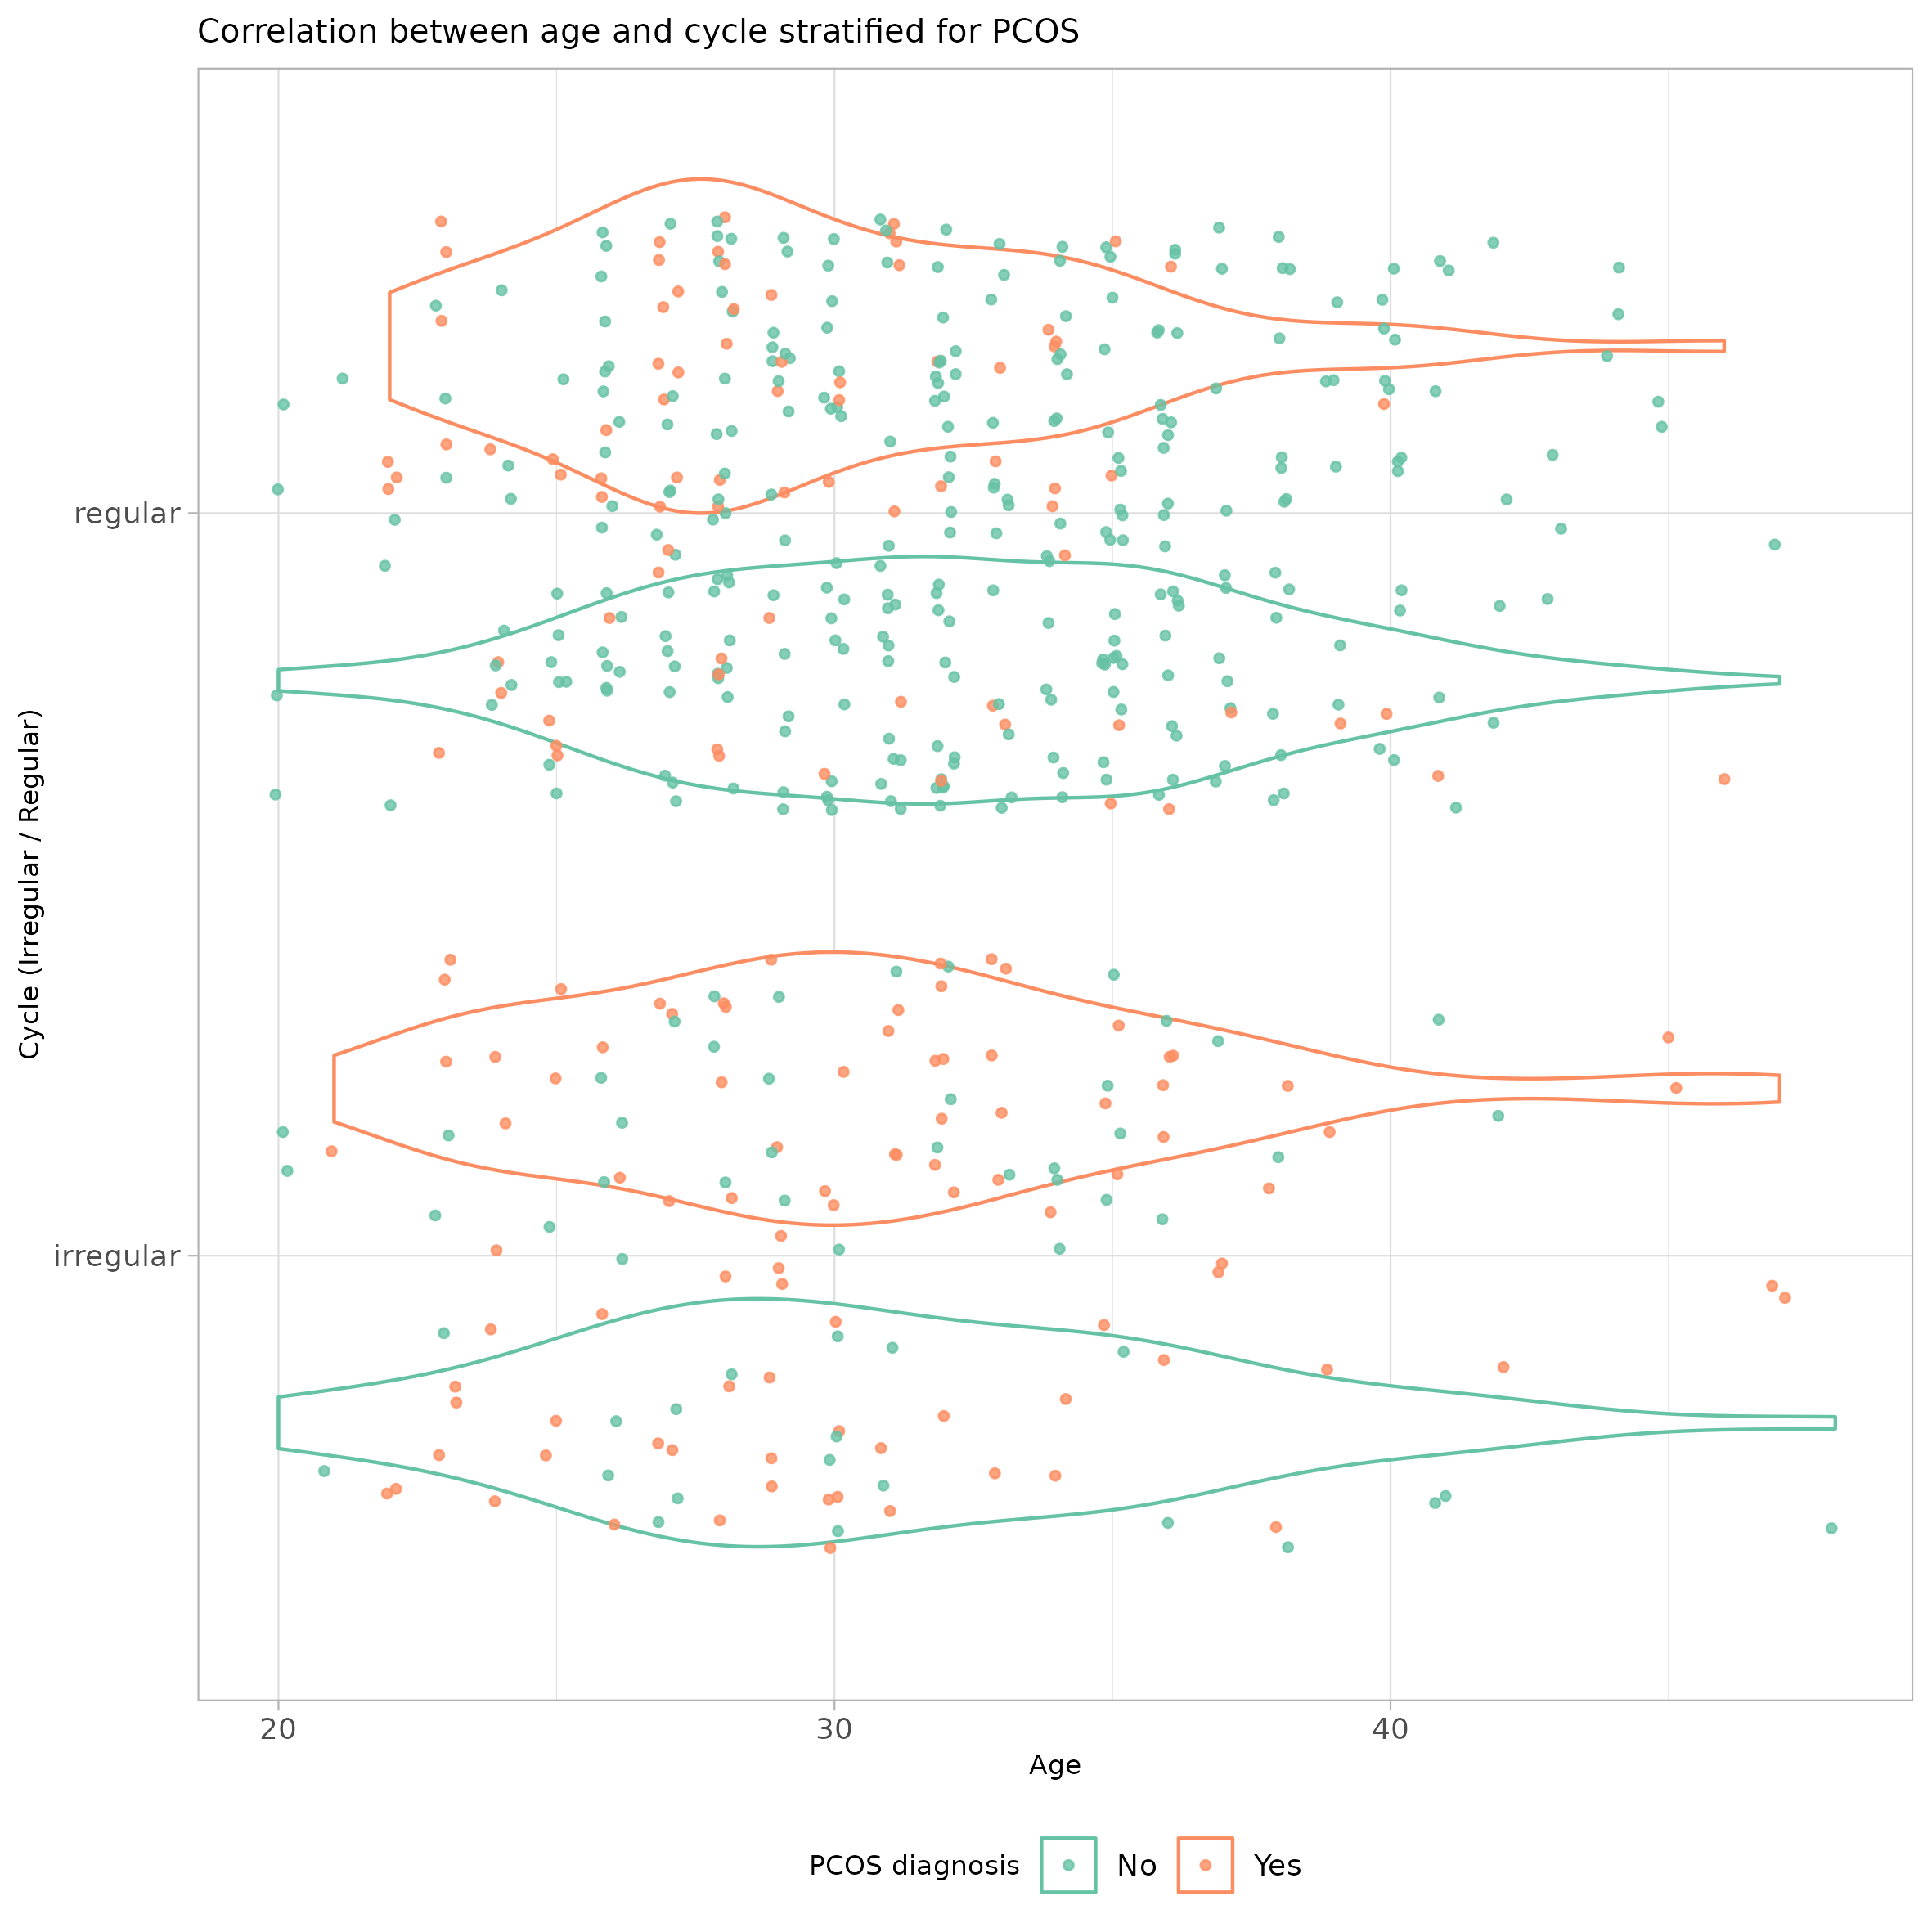 Correlation between age and cycle stratified for PCOS
Cycle (Irregular / Regular)
regular
irregular
20 30 40
Age
PCOS diagnosis No Yes